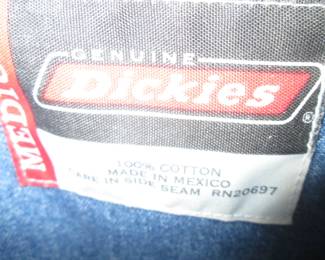 GENUINE
Dickies
®
100% COTTON
MADE IN MEXICO
CARE IN SIDE SEAM RN20697
MEDIU